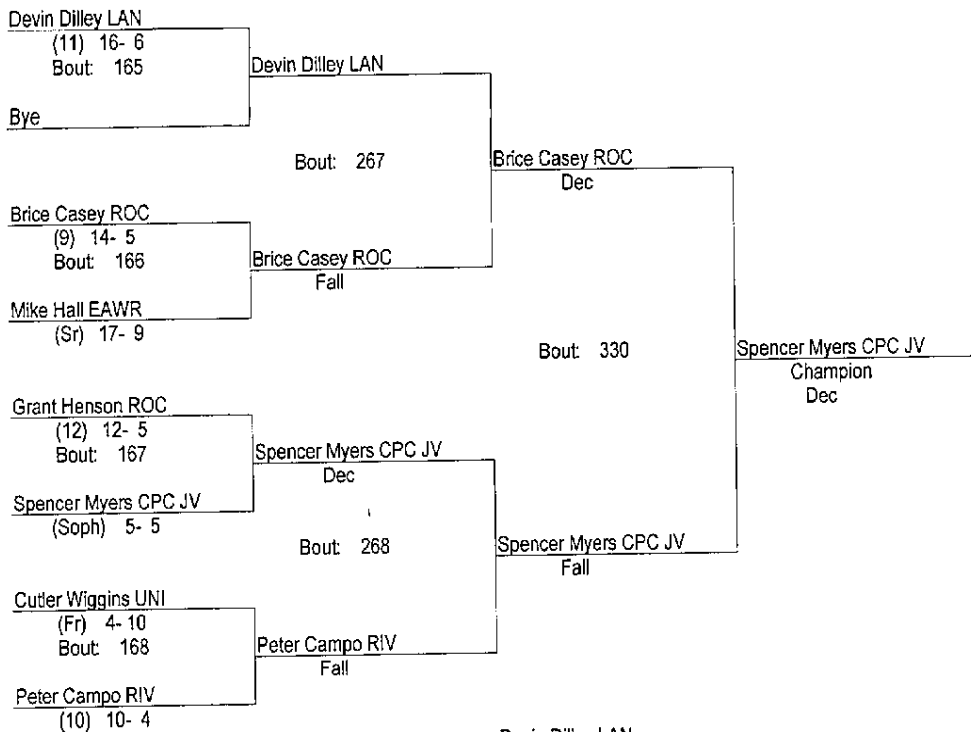 Devin Dilley LAN
(11) 16- 6
Bout: 165
Devin Dilley LAN
Bye
Bout: 267
Brice Casey ROC
Dec
Brice Casey ROC
(9) 14- 5
Bout: 166
Brice Casey ROC
Fall
Mike Hall EAWR
(Sr) 17- 9
Bout: 330
Spencer Myers CPC JV
Champion
Dec
Grant Henson ROC
(12) 12- 5
Bout: 167
Spencer Myers CPC JV
Dec
Spencer Myers CPC JV
(Soph) 5- 5
Bout: 268
Spencer Myers CPC JV
Fall
Cutler Wiggins UNI
(Fr) 4- 10
Bout: 168
Peter Campo RIV
Fall
Peter Campo RIV
(10) 10- 4
Devin Dilley LAN